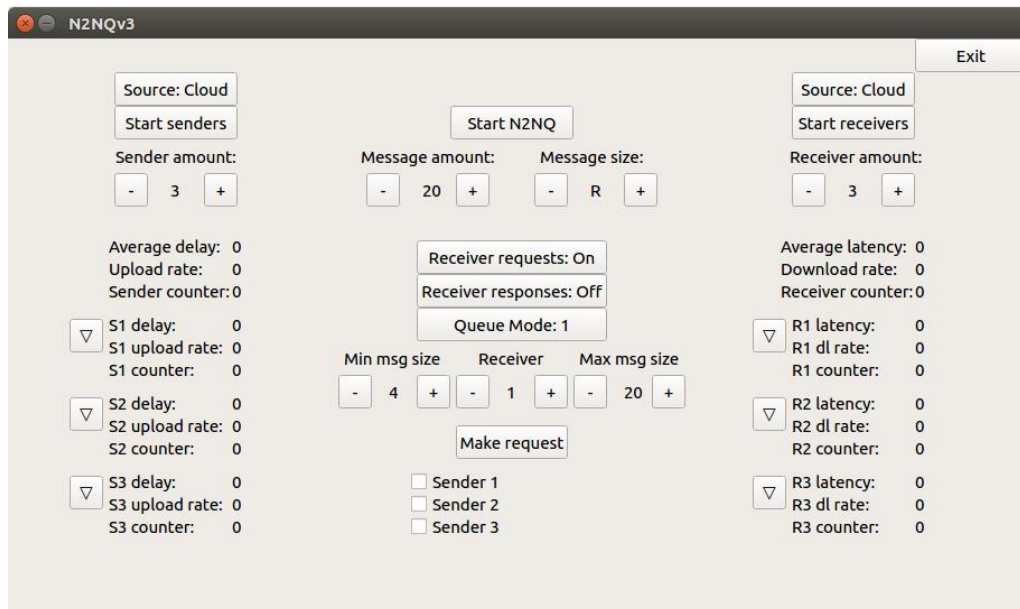 N2NQv3
Exit
Source: Cloud
Start senders
Sender amount:
- 3 +
Average delay: 0
Upload rate: 0
Sender counter: 0
▽
S1 delay: 0
S1 upload rate: 0
S1 counter: 0
▽
S2 delay: 0
S2 upload rate: 0
S2 counter: 0
▽
S3 delay: 0
S3 upload rate: 0
S3 counter: 0
Start N2NQ
Message amount: Message size:
- 20 + - R +
Receiver requests: On
Receiver responses: Off
Queue Mode: 1
Min msg size Receiver Max msg size
- 4 + - 1 + - 20 +
Make request
Sender 1
Sender 2
Sender 3
Source: Cloud
Start receivers
Receiver amount:
- 3 +
Average latency: 0
Download rate: 0
Receiver counter: 0
▽
R1 latency: 0
R1 dl rate: 0
R1 counter: 0
▽
R2 latency: 0
R2 dl rate: 0
R2 counter: 0
▽
R3 latency: 0
R3 dl rate: 0
R3 counter: 0